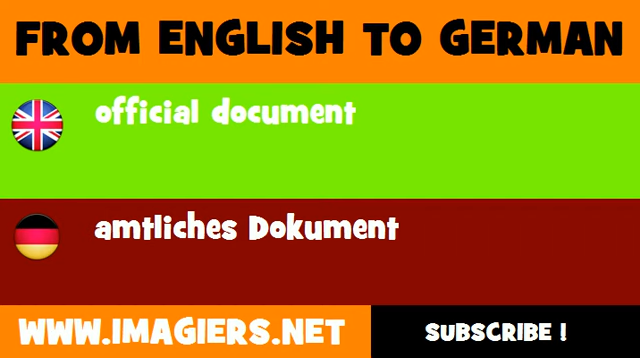 FROM ENGLISH TO GERMAN
official document
amtliches Dokument
WWW.IMAGIERS.NET
SUBSCRIBE !